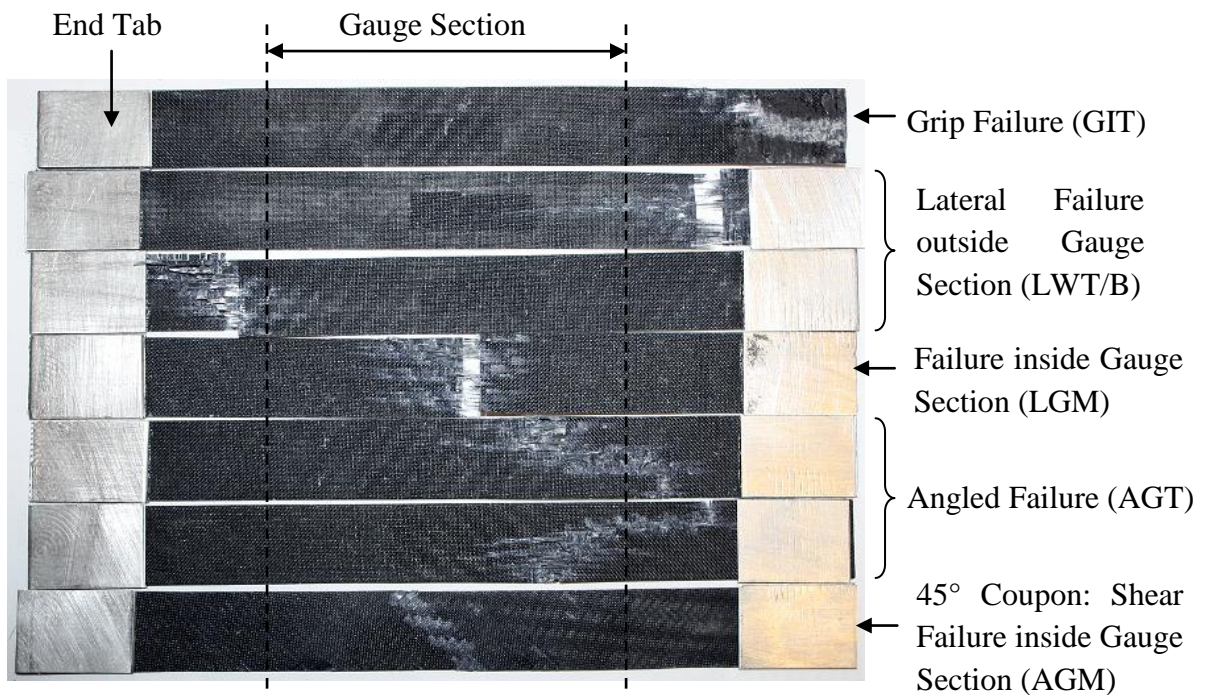 End Tab
Gauge Section
Grip Failure (GIT)
Lateral Failure
outside Gauge
Section (LWT/B)
Failure inside Gauge
Section (LGM)
Angled Failure (AGT)
45° Coupon: Shear
Failure inside Gauge
Section (AGM)